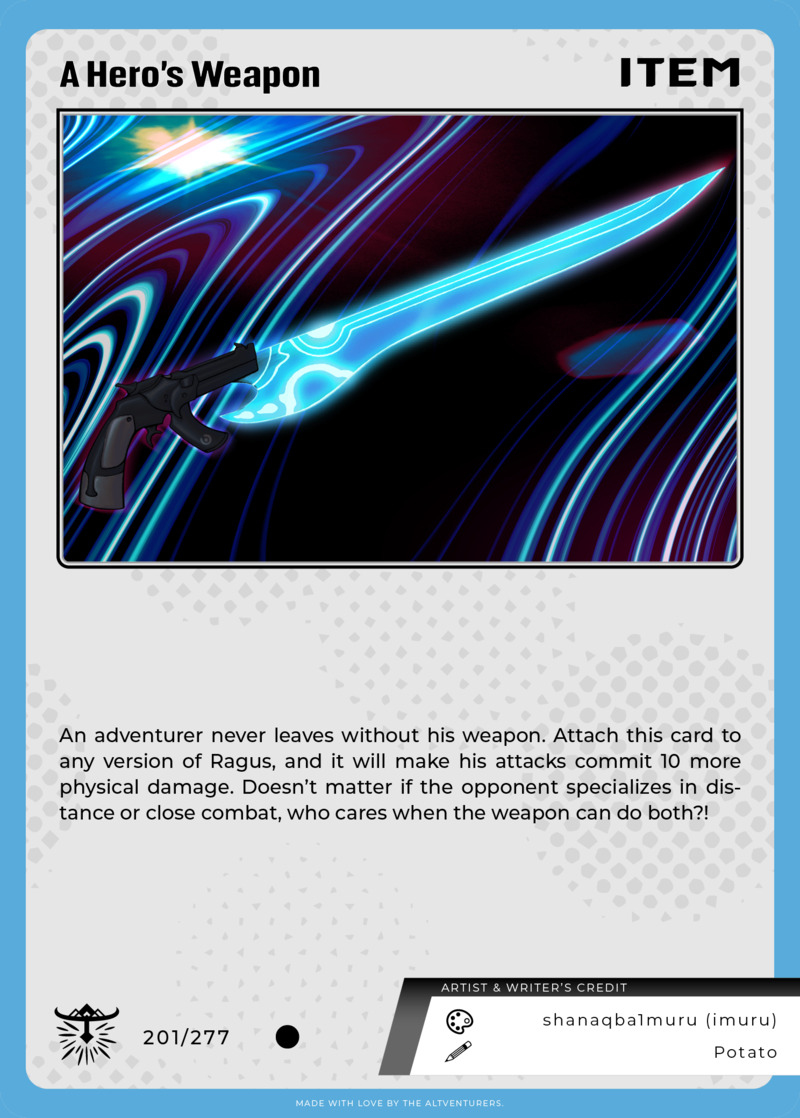 A Hero's Weapon
ITEM
An adventurer never leaves without his weapon. Attach this card to
any version of Ragus, and it will make his attacks commit 10 more
physical damage. Doesn't matter if the opponent specializes in dis-
tance or close combat, who cares when the weapon can do both?!
ARTIST & WRITER'S CREDIT
shanaqba1muru (imuru)
201/277
Potato
MADE WITH LOVE BY THE ALTVENTURERS.